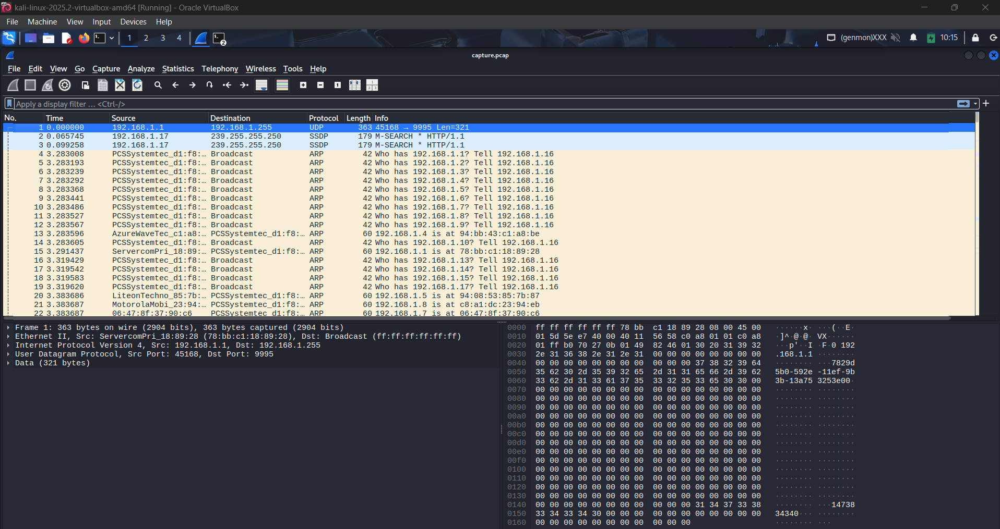 kali-linux-2025.2-virtualbox-amd64 [Running] - Oracle VirtualBox
File Machine View Input Devices Help
1 2 3 4 2 (genmon)XXX 10:15
capture.pcap
File Edit View Go Capture Analyze Statistics Telephony Wireless Tools Help
Apply a display filter … <Ctrl-/>
No. Time Source Destination Protocol Length Info
1 0.000000 192.168.1.1 192.168.1.255 UDP 363 45168 → 9995 Len=321
2 0.065745 192.168.1.17 239.255.255.250 SSDP 179 M-SEARCH * HTTP/1.1
3 0.099258 192.168.1.17 239.255.255.250 SSDP 179 M-SEARCH * HTTP/1.1
4 3.283008 PCSSystemtec_d1:f8:… Broadcast ARP 42 Who has 192.168.1.1? Tell 192.168.1.16
5 3.283193 PCSSystemtec_d1:f8:… Broadcast ARP 42 Who has 192.168.1.2? Tell 192.168.1.16
6 3.283239 PCSSystemtec_d1:f8:… Broadcast ARP 42 Who has 192.168.1.3? Tell 192.168.1.16
7 3.283292 PCSSystemtec_d1:f8:… Broadcast ARP 42 Who has 192.168.1.4? Tell 192.168.1.16
8 3.283368 PCSSystemtec_d1:f8:… Broadcast ARP 42 Who has 192.168.1.5? Tell 192.168.1.16
9 3.283441 PCSSystemtec_d1:f8:… Broadcast ARP 42 Who has 192.168.1.6? Tell 192.168.1.16
10 3.283486 PCSSystemtec_d1:f8:… Broadcast ARP 42 Who has 192.168.1.7? Tell 192.168.1.16
11 3.283527 PCSSystemtec_d1:f8:… Broadcast ARP 42 Who has 192.168.1.8? Tell 192.168.1.16
12 3.283567 PCSSystemtec_d1:f8:… Broadcast ARP 42 Who has 192.168.1.9? Tell 192.168.1.16
13 3.283596 AzureWaveTec_c1:a8:… PCSSystemtec_d1:f8:… ARP 60 192.168.1.4 is at 94:bb:43:c1:a8:be
14 3.283605 PCSSystemtec_d1:f8:… Broadcast ARP 42 Who has 192.168.1.10? Tell 192.168.1.16
15 3.291437 ServercomPri_18:89:… PCSSystemtec_d1:f8:… ARP 60 192.168.1.1 is at 78:bb:c1:18:89:28
16 3.319429 PCSSystemtec_d1:f8:… Broadcast ARP 42 Who has 192.168.1.13? Tell 192.168.1.16
17 3.319542 PCSSystemtec_d1:f8:… Broadcast ARP 42 Who has 192.168.1.14? Tell 192.168.1.16
18 3.319583 PCSSystemtec_d1:f8:… Broadcast ARP 42 Who has 192.168.1.15? Tell 192.168.1.16
19 3.319620 PCSSystemtec_d1:f8:… Broadcast ARP 42 Who has 192.168.1.17? Tell 192.168.1.16
20 3.383686 LiteonTechno_85:7b:… PCSSystemtec_d1:f8:… ARP 60 192.168.1.5 is at 94:08:53:85:7b:87
21 3.383687 MotorolaMobi_23:94:… PCSSystemtec_d1:f8:… ARP 60 192.168.1.8 is at c8:a1:dc:23:94:eb
22 3.383687 06:47:8f:37:90:c6 PCSSystemtec_d1:f8:… ARP 60 192.168.1.7 is at 06:47:8f:37:90:c6
Frame 1: 363 bytes on wire (2904 bits), 363 bytes captured (2904 bits)
Ethernet II, Src: ServercomPri_18:89:28 (78:bb:c1:18:89:28), Dst: Broadcast (ff:ff:ff:ff:ff:ff)
Internet Protocol Version 4, Src: 192.168.1.1, Dst: 192.168.1.255
User Datagram Protocol, Src Port: 45168, Dst Port: 9995
Data (321 bytes)
0000 ff ff ff ff ff ff 78 bb c1 18 89 28 08 00 45 00 ······x· ···(··E·
0010 01 5d 5e e7 40 00 40 11 56 58 c0 a8 01 01 c0 a8 ·]^·@·@· VX······
0020 01 ff b0 70 27 0b 01 49 82 46 01 30 20 31 39 32 ···p'··I ·F·0 192
0030 2e 31 36 38 2e 31 2e 31 00 00 00 00 00 00 00 00 .168.1.1 ········
0040 00 00 00 00 00 00 00 00 00 00 00 37 38 32 39 64 ········ ···7829d
0050 35 62 30 2d 35 39 32 65 2d 31 31 65 66 2d 39 62 5b0-592e -11ef-9b
0060 33 62 2d 31 33 61 37 35 33 32 35 33 65 30 30 00 3b-13a75 3253e00·
0070 00 00 00 00 00 00 00 00 00 00 00 00 00 00 00 00 ········ ········
0080 00 00 00 00 00 00 00 00 00 00 00 00 00 00 00 00 ········ ········
0090 00 00 00 00 00 00 00 00 00 00 00 00 00 00 00 00 ········ ········
00a0 00 00 00 00 00 00 00 00 00 00 00 00 00 00 00 00 ········ ········
00b0 00 00 00 00 00 00 00 00 00 00 00 00 00 00 00 00 ········ ········
00c0 00 00 00 00 00 00 00 00 00 00 00 00 00 00 00 00 ········ ········
00d0 00 00 00 00 00 00 00 00 00 00 00 00 00 00 00 00 ········ ········
00e0 00 00 00 00 00 00 00 00 00 00 00 00 00 00 00 00 ········ ········
00f0 00 00 00 00 00 00 00 00 00 00 00 00 00 00 00 00 ········ ········
0100 00 00 00 00 00 00 00 00 00 00 00 00 00 00 00 00 ········ ········
0110 00 00 00 00 00 00 00 00 00 00 00 00 00 00 00 00 ········ ········
0120 00 00 00 00 00 00 00 00 00 00 00 00 00 00 00 00 ········ ········
0130 00 00 00 00 00 00 00 00 00 00 00 00 00 00 00 00 ········ ········
0140 00 00 00 00 00 00 00 00 00 00 00 31 34 37 33 38 ········ ···14738
0150 33 34 33 34 30 00 00 00 00 00 00 00 00 00 00 00 34340··· ········
0160 00 00 00 00 00 00 00 00 00 00 00 ········ ···